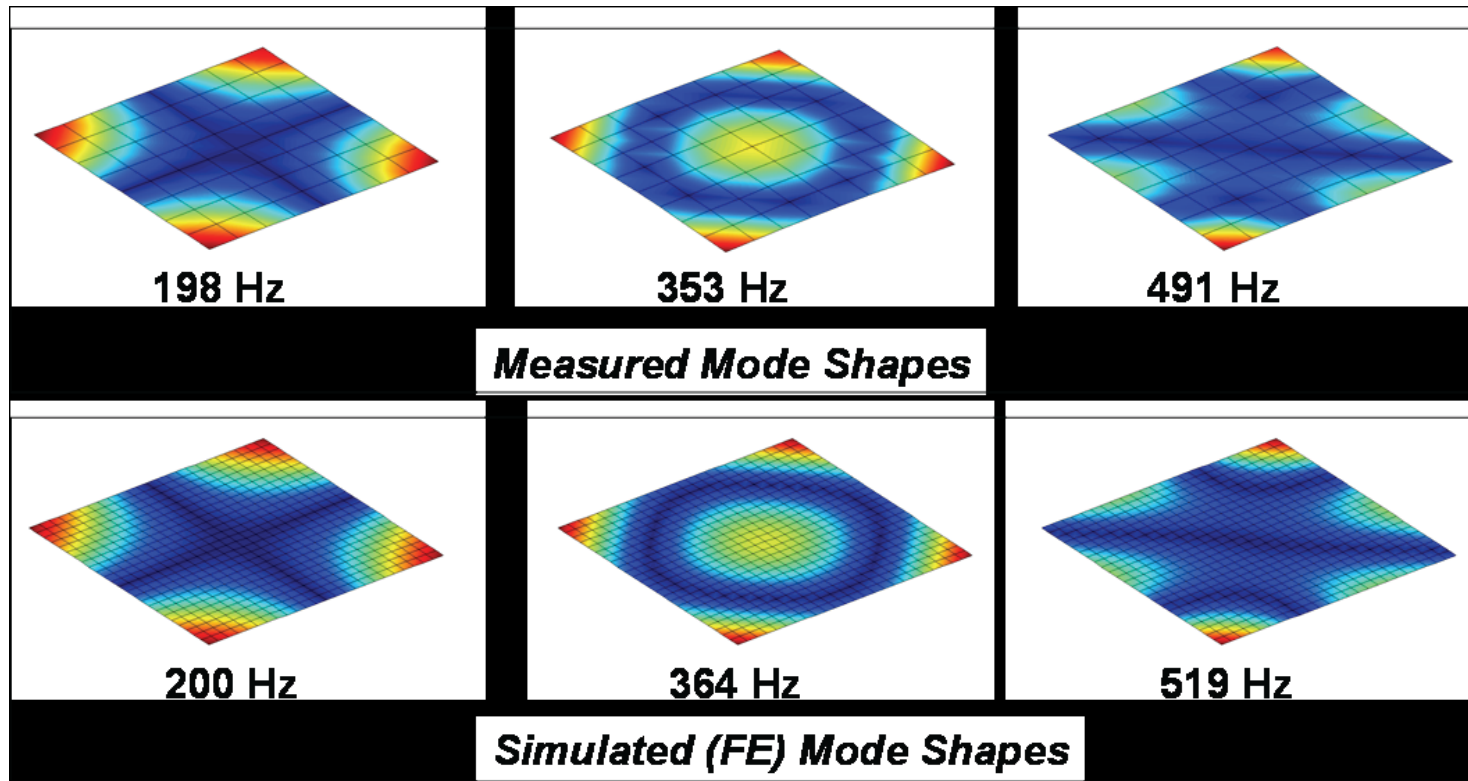 198 Hz
353 Hz
491 Hz
Measured Mode Shapes
200 Hz
364 Hz
519 Hz
Simulated (FE) Mode Shapes